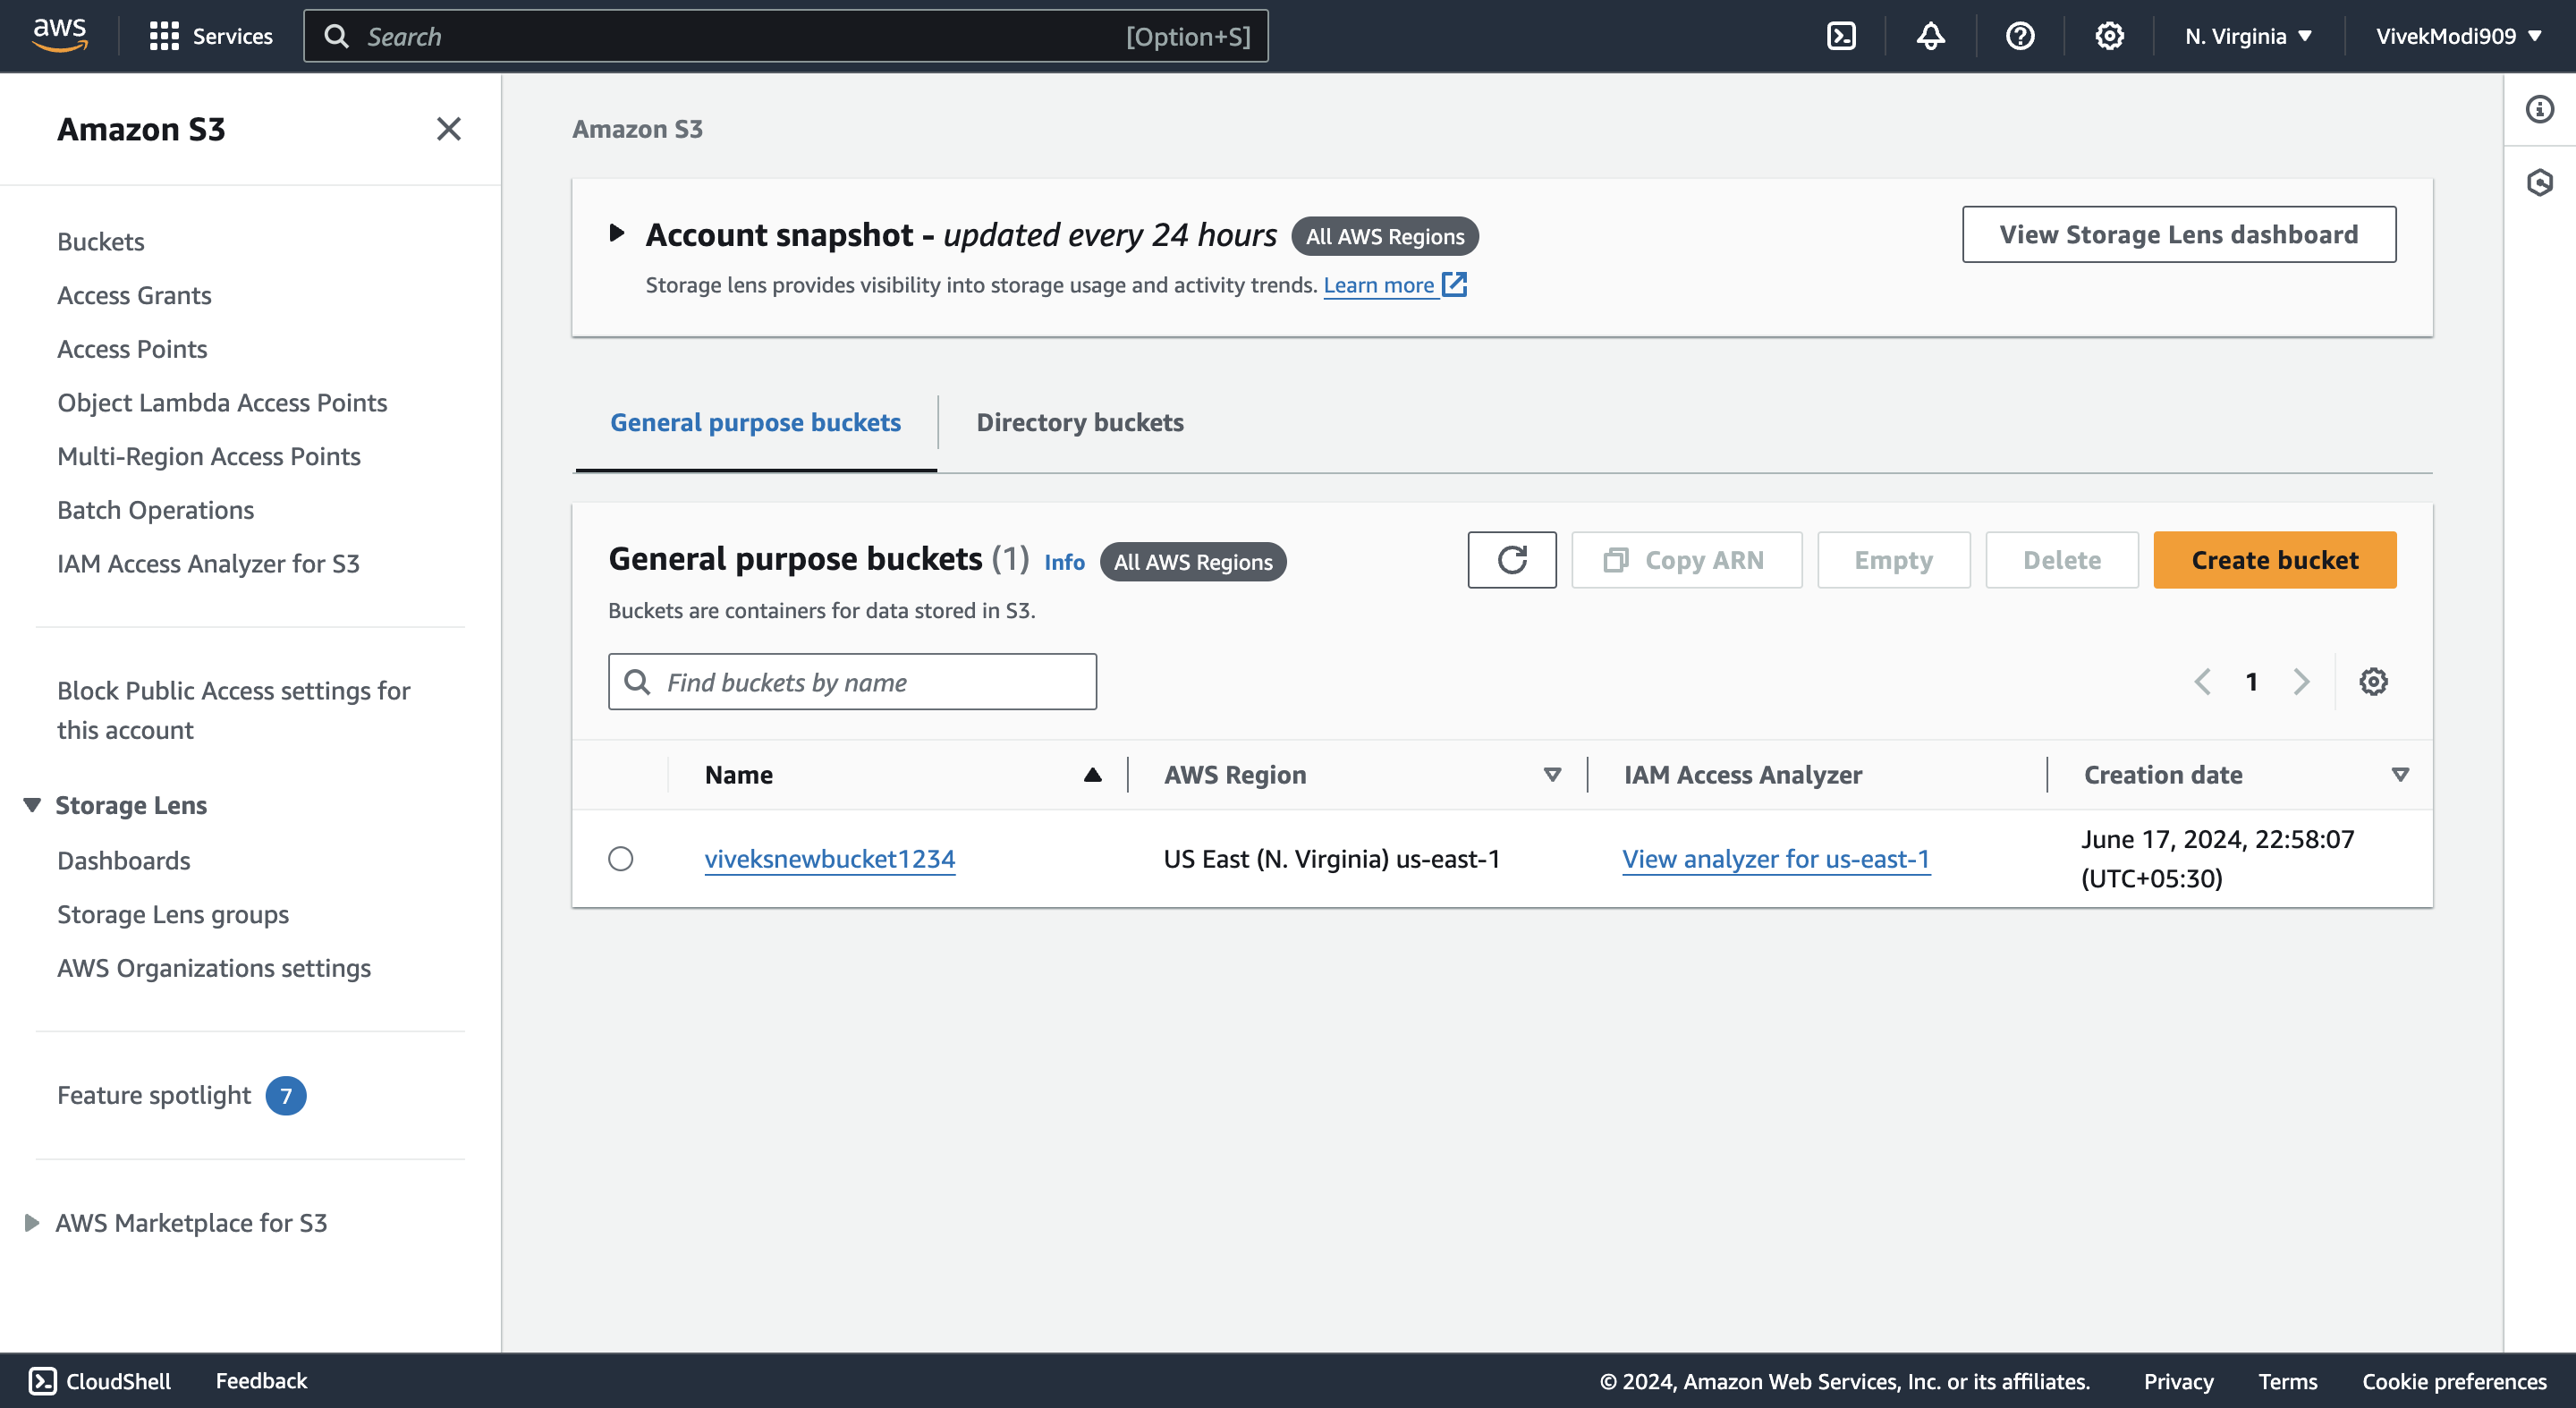 aws
Services
Search
[Option+S]
N. Virginia
VivekModi909
Amazon S3
Buckets
Access Grants
Access Points
Object Lambda Access Points
Multi-Region Access Points
Batch Operations
IAM Access Analyzer for S3
Block Public Access settings for
this account
Storage Lens
Dashboards
Storage Lens groups
AWS Organizations settings
Feature spotlight 7
AWS Marketplace for S3
Amazon S3
Account snapshot - updated every 24 hours All AWS Regions
View Storage Lens dashboard
Storage lens provides visibility into storage usage and activity trends. Learn more
General purpose buckets
Directory buckets
General purpose buckets (1) Info All AWS Regions
Copy ARN
Empty
Delete
Create bucket
Buckets are containers for data stored in S3.
Find buckets by name
1
Name
AWS Region
IAM Access Analyzer
Creation date
viveksnewbucket1234
US East (N. Virginia) us-east-1
View analyzer for us-east-1
June 17, 2024, 22:58:07
(UTC+05:30)
CloudShell
Feedback
© 2024, Amazon Web Services, Inc. or its affiliates.
Privacy
Terms
Cookie preferences